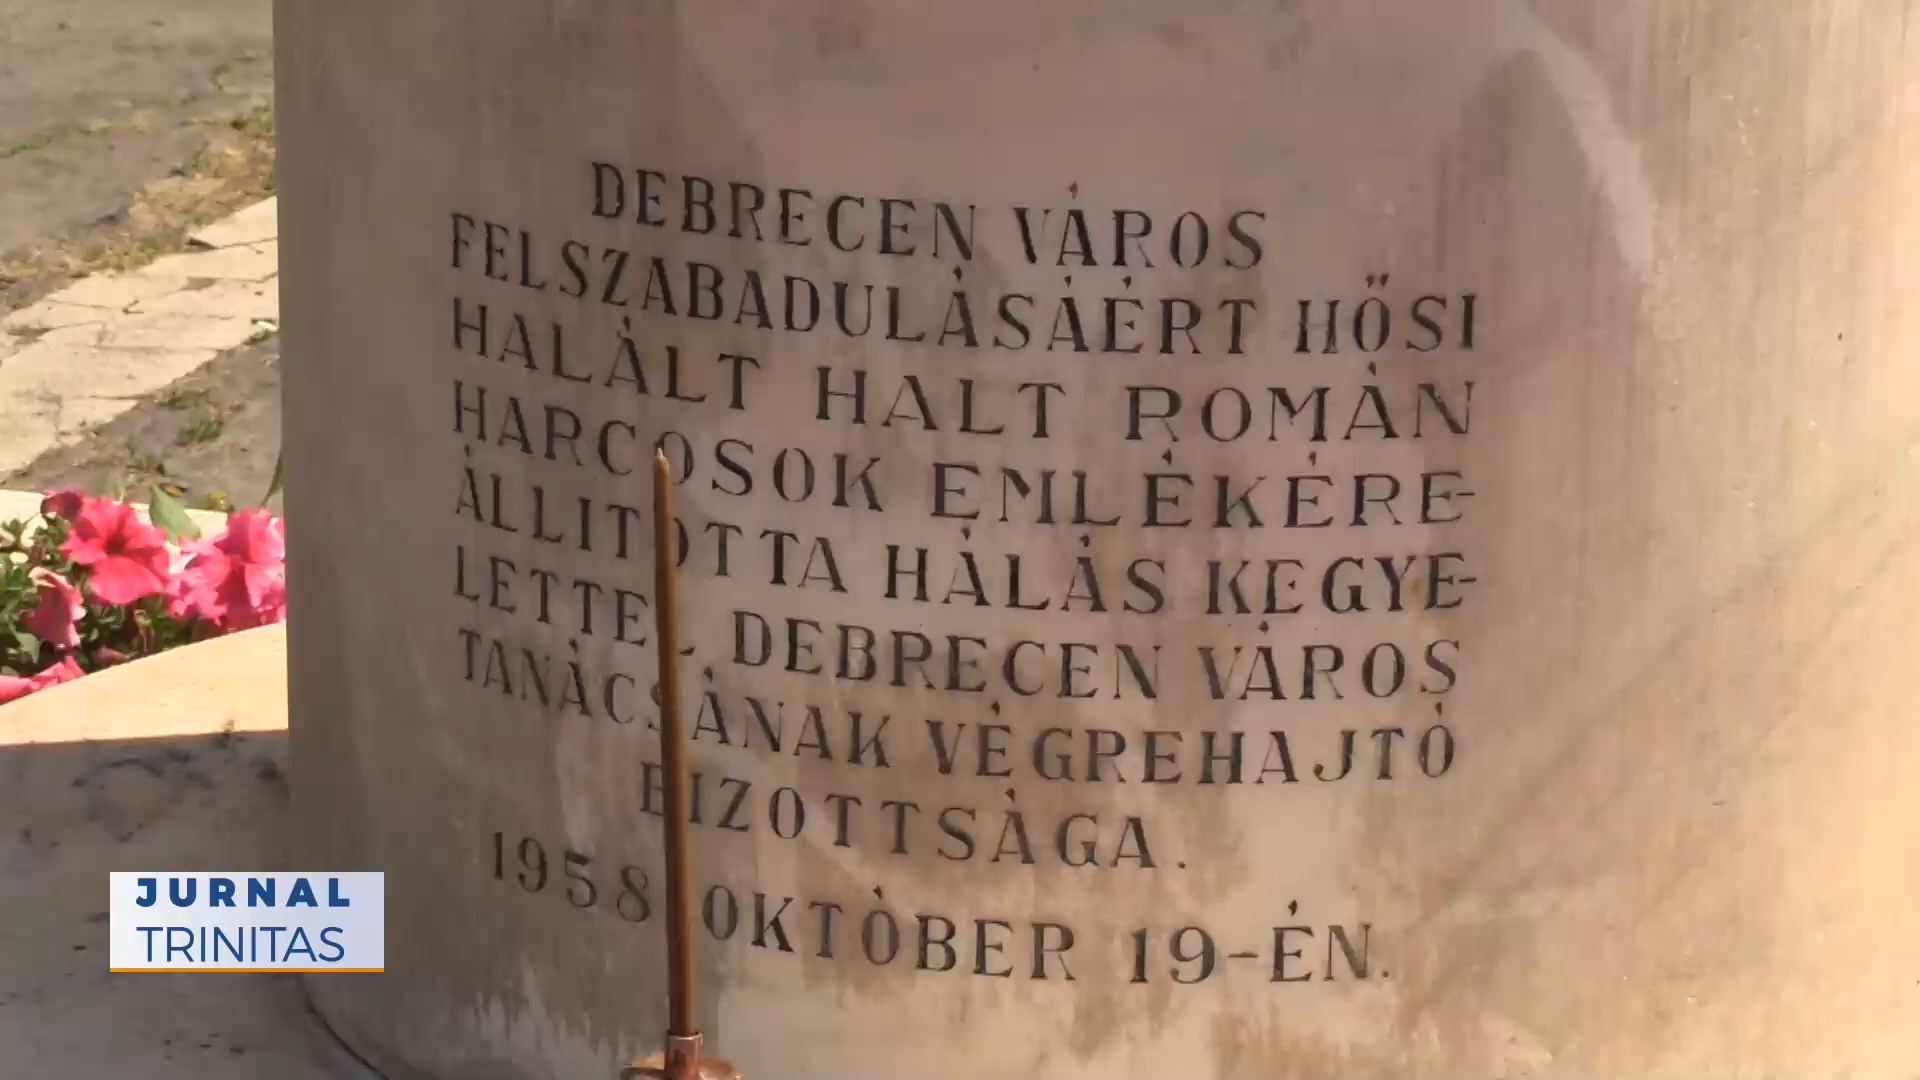 DEBRECEN VÁROS
FELSZABADULÁSÁÉRT HŐSI
HALÁLT HALT ROMÁN
HARCOSOK EMLÉKÉRE-
ÁLLITOTTA HÁLÁS KEGYE-
LETTEL DEBRECEN VÁROS
TANÁCSÁNAK VÉGREHAJTÓ
BIZOTTSÁGA.
1958 OKTÓBER 19-ÉN.
JURNAL
TRINITAS